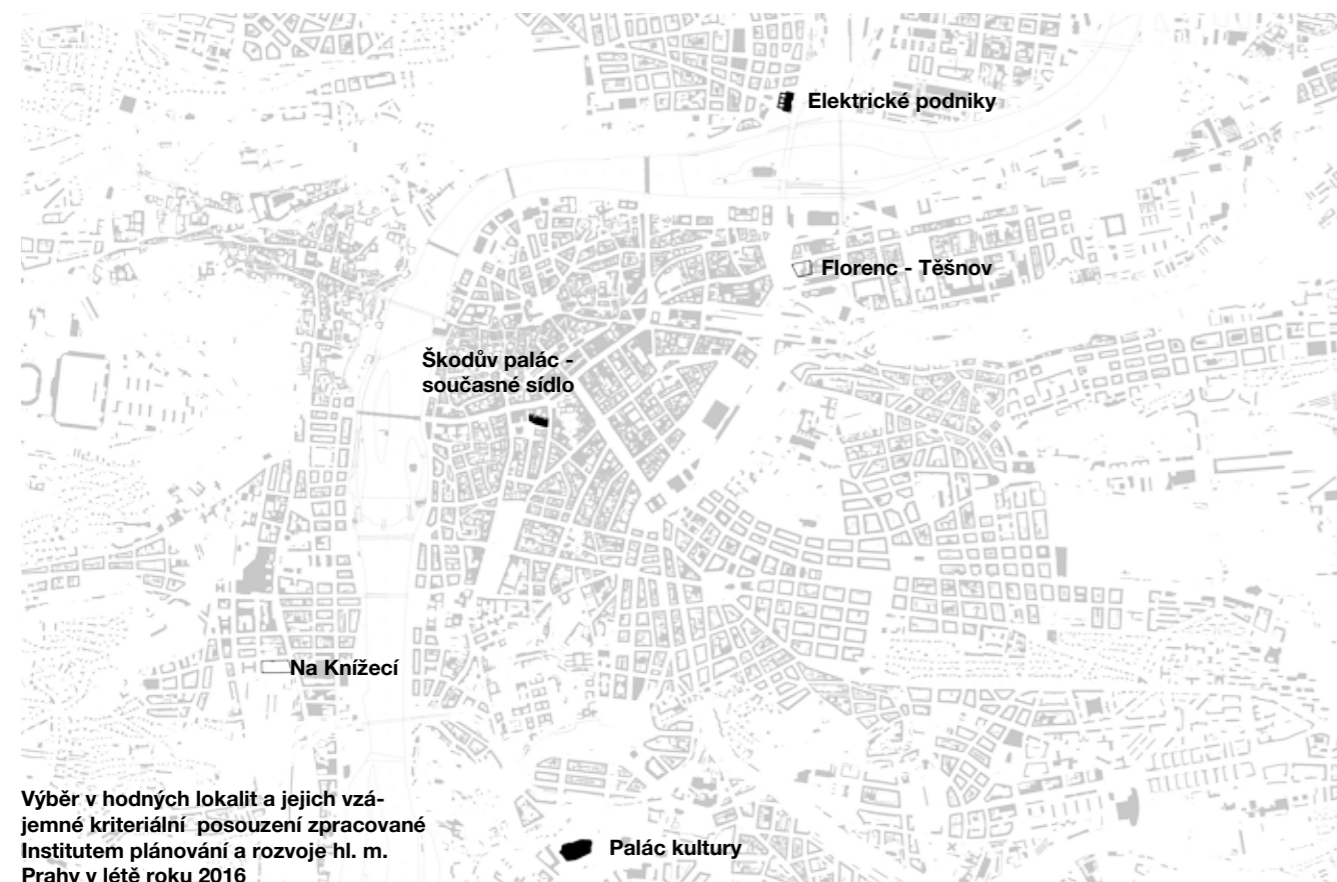 Elektrické podniky
Florenc - Těšnov
Škodův palác -
současné sídlo
Na Knížecí
Výběr v hodných lokalit a jejich vzá-
jemné kriteriální  posouzení zpracované
Institutem plánování a rozvoje hl. m.
Prahy v létě roku 2016
Palác kultury